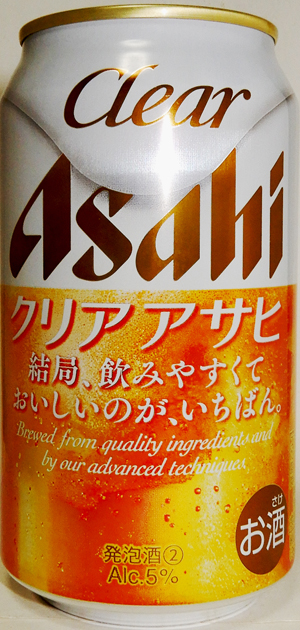 Clear
Asahi
クリア アサヒ
結局、飲みやすくて
おいしいのが、いちばん。
Brewed from quality ingredients and
by our advanced techniques
さけ
お酒
発泡酒②
Alc.5%